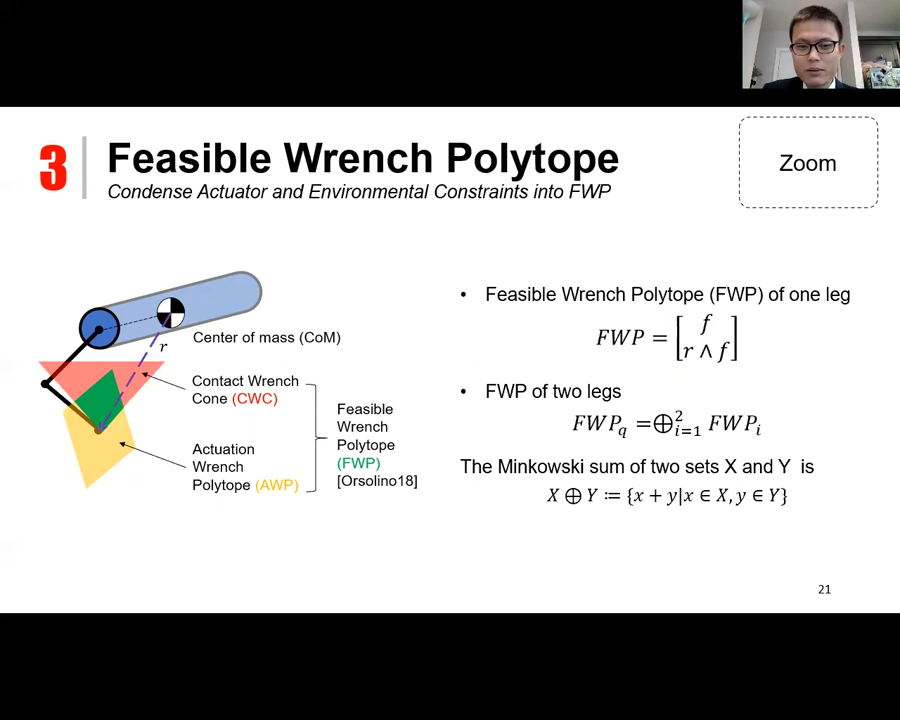 3
Feasible Wrench Polytope
Condense Actuator and Environmental Constraints into FWP
Zoom
Center of mass (CoM)
r
Contact Wrench
Cone (CWC)
Actuation
Wrench
Polytope (AWP)
Feasible
Wrench
Polytope
(FWP)
[Orsolino18]
• Feasible Wrench Polytope (FWP) of one leg
FWP = [f
r ∧ f]
• FWP of two legs
FWP_q =⊕_{i=1}^{2} FWP_i
The Minkowski sum of two sets X and Y is
X ⊕ Y ≔ {x + y|x ∈ X, y ∈ Y}
21